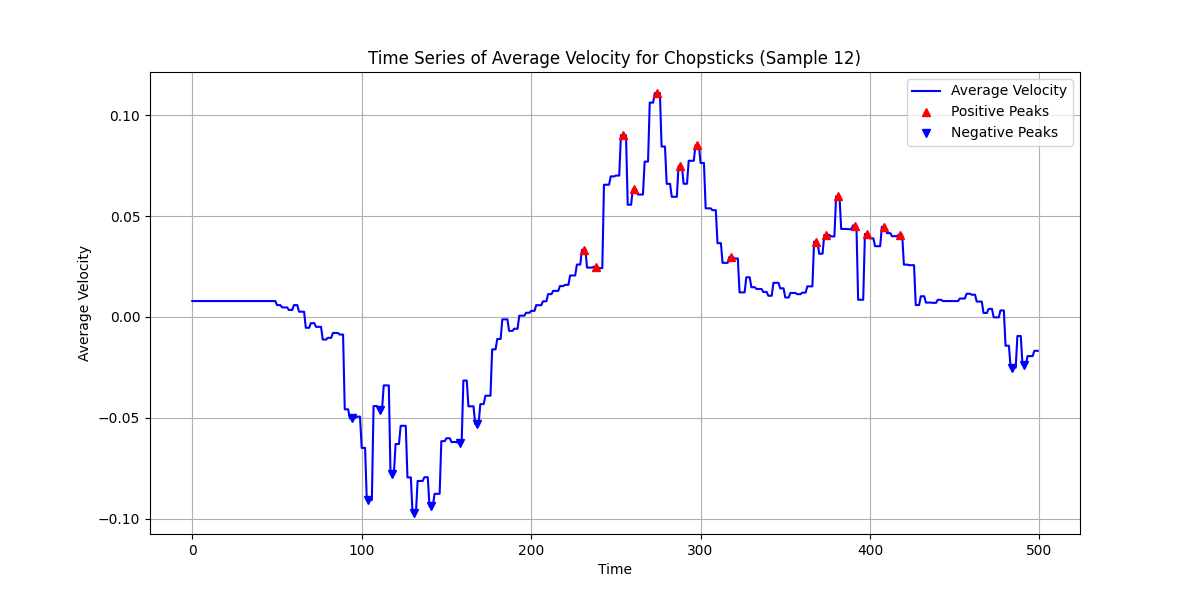 Time Series of Average Velocity for Chopsticks (Sample 12)
Average Velocity
Positive Peaks
Negative Peaks
0.10
0.05
0.00
−0.05
−0.10
Average Velocity
0
100
200
300
400
500
Time